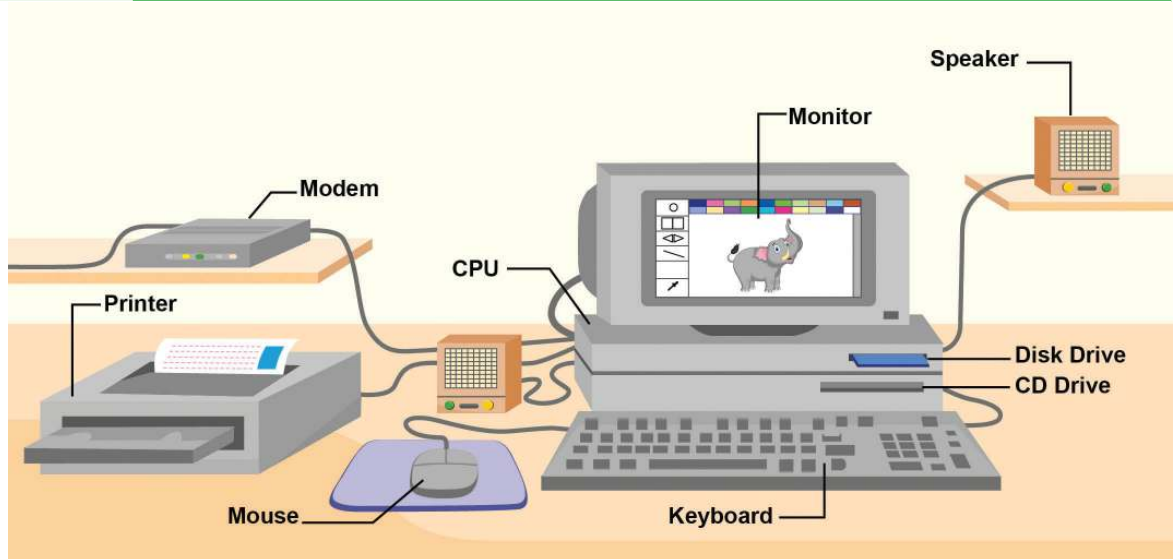 Speaker
Monitor
Modem
CPU
Printer
Disk Drive
CD Drive
Mouse
Keyboard